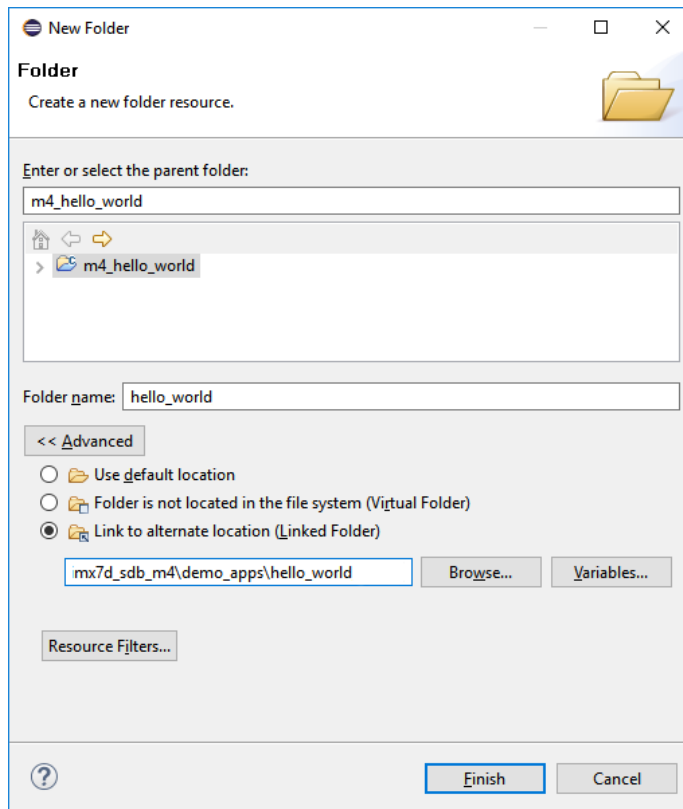 New Folder
Folder
Create a new folder resource.
Enter or select the parent folder:
m4_hello_world
m4_hello_world
Folder name: hello_world
<< Advanced
Use default location
Folder is not located in the file system (Virtual Folder)
Link to alternate location (Linked Folder)
imx7d_sdb_m4\demo_apps\hello_world Browse... Variables...
Resource Filters...
Finish Cancel